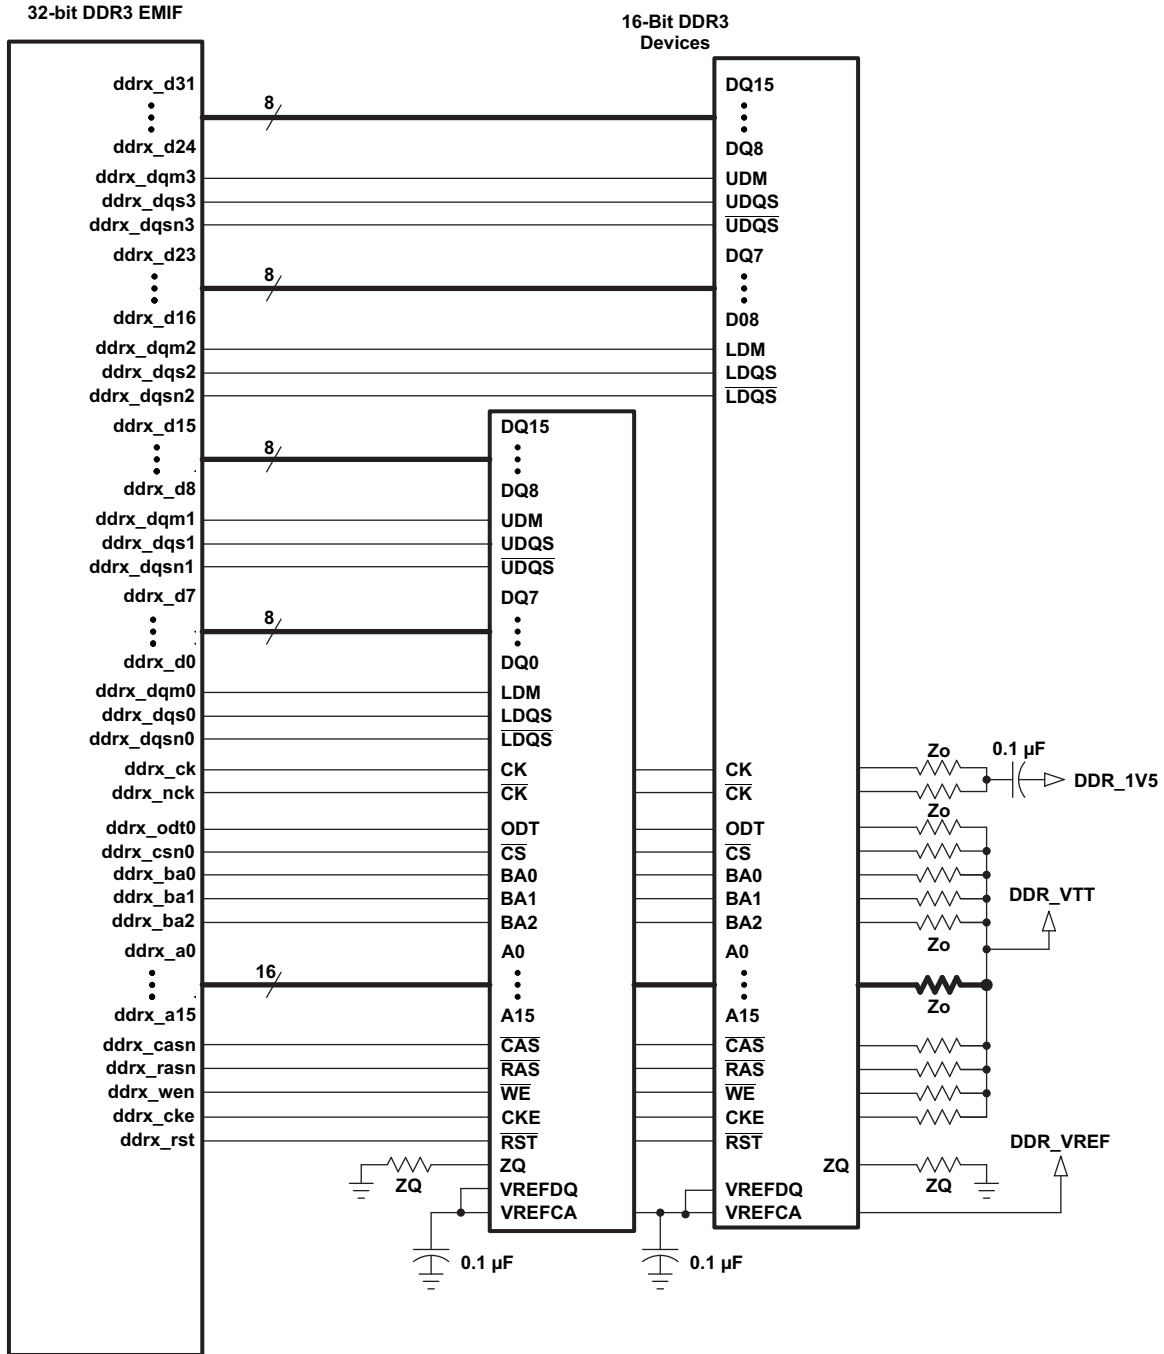 32-bit DDR3 EMIF
16-Bit DDR3
Devices
ddrx_d31
8
DQ15
ddrx_d24
DQ8
ddrx_dqm3
UDM
ddrx_dqs3
UDQS
ddrx_dqsn3
UDQS
ddrx_d23
DQ7
8
ddrx_d16
D08
ddrx_dqm2
LDM
ddrx_dqs2
LDQS
ddrx_dqsn2
LDQS
ddrx_d15
DQ15
8
ddrx_d8
DQ8
ddrx_dqm1
UDM
ddrx_dqs1
UDQS
ddrx_dqsn1
UDQS
ddrx_d7
DQ7
8
ddrx_d0
DQ0
ddrx_dqm0
LDM
ddrx_dqs0
LDQS
ddrx_dqsn0
LDQS
Zo
0.1 µF
ddrx_ck
CK
CK
DDR_1V5
ddrx_nck
CK
CK
Zo
ddrx_odt0
ODT
ODT
ddrx_csn0
CS
CS
ddrx_ba0
BA0
BA0
ddrx_ba1
BA1
BA1
DDR_VTT
ddrx_ba2
BA2
BA2
Zo
ddrx_a0
A0
A0
16
Zo
ddrx_a15
A15
A15
ddrx_casn
CAS
CAS
ddrx_rasn
RAS
RAS
ddrx_wen
WE
WE
ddrx_cke
CKE
CKE
ddrx_rst
RST
RST
DDR_VREF
ZQ
ZQ
ZQ
ZQ
VREFDQ
VREFDQ
VREFCA
VREFCA
0.1 µF
0.1 µF